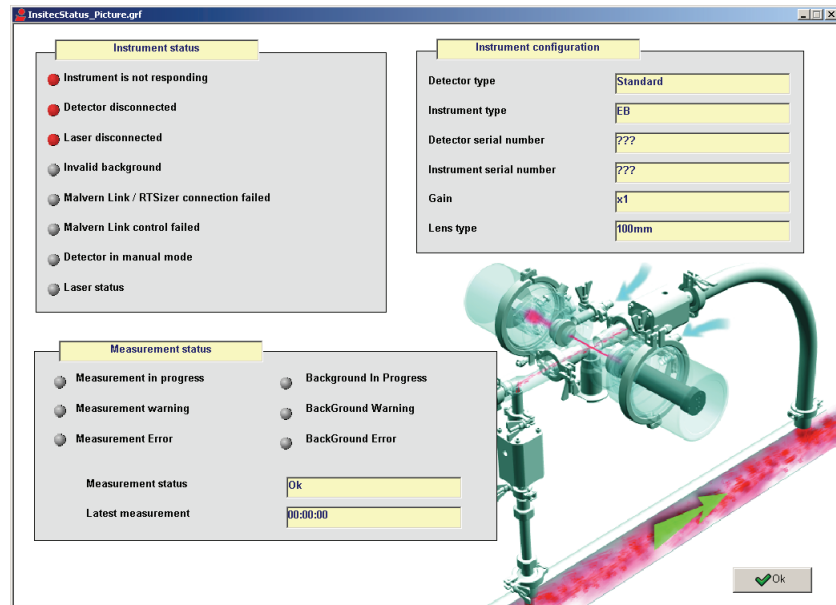 InsitecStatus_Picture.grf
Instrument status
Instrument is not responding
Detector disconnected
Laser disconnected
Invalid background
Malvern Link / RTSizer connection failed
Malvern Link control failed
Detector in manual mode
Laser status
Instrument configuration
Detector type Standard
Instrument type EB
Detector serial number ???
Instrument serial number ???
Gain x1
Lens type 100mm
Measurement status
Measurement in progress Background In Progress
Measurement warning BackGround Warning
Measurement Error BackGround Error
Measurement status Ok
Latest measurement 00:00:00
Ok